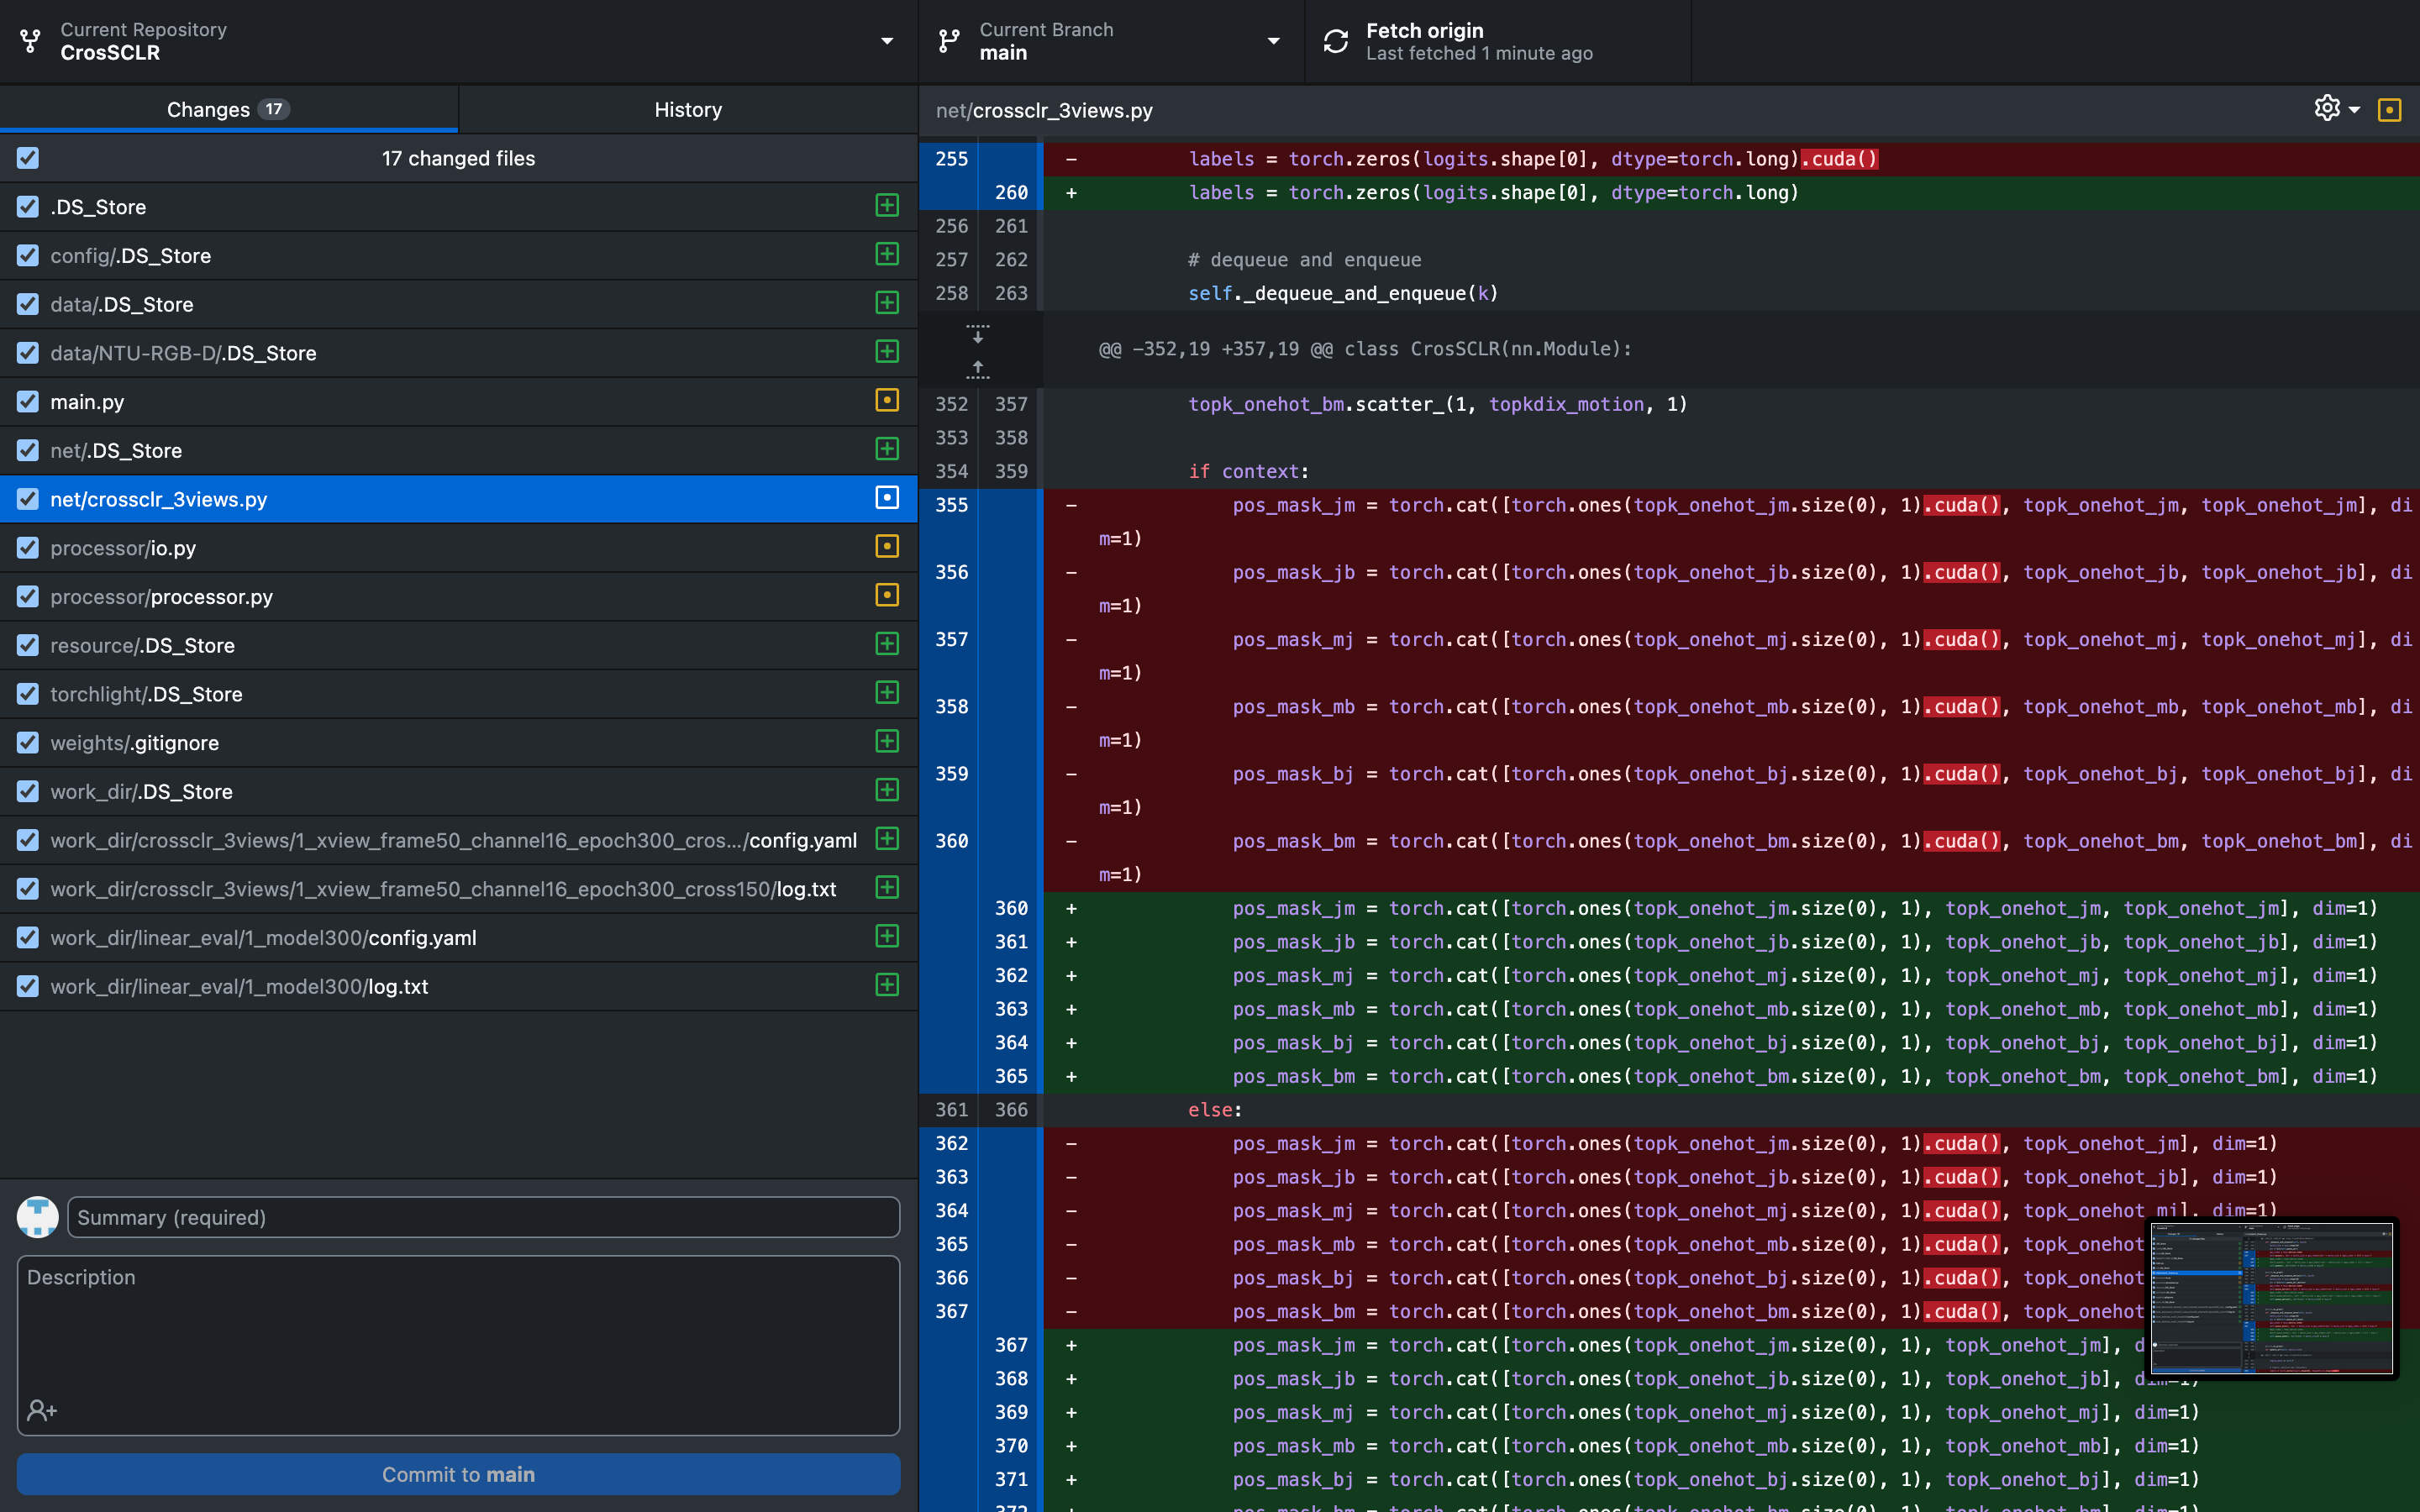 Current Repository
CrosSCLR
Current Branch
main
Fetch origin
Last fetched 1 minute ago
Changes 17
History
17 changed files
.DS_Store
config/.DS_Store
data/.DS_Store
data/NTU-RGB-D/.DS_Store
main.py
net/.DS_Store
net/crossclr_3views.py
processor/io.py
processor/processor.py
resource/.DS_Store
torchlight/.DS_Store
weights/.gitignore
work_dir/.DS_Store
work_dir/crossclr_3views/1_xview_frame50_channel16_epoch300_cros.../config.yaml
work_dir/crossclr_3views/1_xview_frame50_channel16_epoch300_cross150/log.txt
work_dir/linear_eval/1_model300/config.yaml
work_dir/linear_eval/1_model300/log.txt
Summary (required)
Description
Commit to main
net/crossclr_3views.py
255 - labels = torch.zeros(logits.shape[0], dtype=torch.long).cuda()
260 + labels = torch.zeros(logits.shape[0], dtype=torch.long)
256 261
257 262 # dequeue and enqueue
258 263 self._dequeue_and_enqueue(k)
@@ -352,19 +357,19 @@ class CrosSCLR(nn.Module):
352 357 topk_onehot_bm.scatter_(1, topkdix_motion, 1)
353 358
354 359 if context:
355 - pos_mask_jm = torch.cat([torch.ones(topk_onehot_jm.size(0), 1).cuda(), topk_onehot_jm, topk_onehot_jm], di
m=1)
356 - pos_mask_jb = torch.cat([torch.ones(topk_onehot_jb.size(0), 1).cuda(), topk_onehot_jb, topk_onehot_jb], di
m=1)
357 - pos_mask_mj = torch.cat([torch.ones(topk_onehot_mj.size(0), 1).cuda(), topk_onehot_mj, topk_onehot_mj], di
m=1)
358 - pos_mask_mb = torch.cat([torch.ones(topk_onehot_mb.size(0), 1).cuda(), topk_onehot_mb, topk_onehot_mb], di
m=1)
359 - pos_mask_bj = torch.cat([torch.ones(topk_onehot_bj.size(0), 1).cuda(), topk_onehot_bj, topk_onehot_bj], di
m=1)
360 - pos_mask_bm = torch.cat([torch.ones(topk_onehot_bm.size(0), 1).cuda(), topk_onehot_bm, topk_onehot_bm], di
m=1)
360 + pos_mask_jm = torch.cat([torch.ones(topk_onehot_jm.size(0), 1), topk_onehot_jm, topk_onehot_jm], dim=1)
361 + pos_mask_jb = torch.cat([torch.ones(topk_onehot_jb.size(0), 1), topk_onehot_jb, topk_onehot_jb], dim=1)
362 + pos_mask_mj = torch.cat([torch.ones(topk_onehot_mj.size(0), 1), topk_onehot_mj, topk_onehot_mj], dim=1)
363 + pos_mask_mb = torch.cat([torch.ones(topk_onehot_mb.size(0), 1), topk_onehot_mb, topk_onehot_mb], dim=1)
364 + pos_mask_bj = torch.cat([torch.ones(topk_onehot_bj.size(0), 1), topk_onehot_bj, topk_onehot_bj], dim=1)
365 + pos_mask_bm = torch.cat([torch.ones(topk_onehot_bm.size(0), 1), topk_onehot_bm, topk_onehot_bm], dim=1)
361 366 else:
362 - pos_mask_jm = torch.cat([torch.ones(topk_onehot_jm.size(0), 1).cuda(), topk_onehot_jm], dim=1)
363 - pos_mask_jb = torch.cat([torch.ones(topk_onehot_jb.size(0), 1).cuda(), topk_onehot_jb], dim=1)
364 - pos_mask_mj = torch.cat([torch.ones(topk_onehot_mj.size(0), 1).cuda(), topk_onehot_mj], dim=1)
365 - pos_mask_mb = torch.cat([torch.ones(topk_onehot_mb.size(0), 1).cuda(), topk_onehot
366 - pos_mask_bj = torch.cat([torch.ones(topk_onehot_bj.size(0), 1).cuda(), topk_onehot
367 - pos_mask_bm = torch.cat([torch.ones(topk_onehot_bm.size(0), 1).cuda(), topk_onehot
367 + pos_mask_jm = torch.cat([torch.ones(topk_onehot_jm.size(0), 1), topk_onehot_jm], d
368 + pos_mask_jb = torch.cat([torch.ones(topk_onehot_jb.size(0), 1), topk_onehot_jb], dim=1)
369 + pos_mask_mj = torch.cat([torch.ones(topk_onehot_mj.size(0), 1), topk_onehot_mj], dim=1)
370 + pos_mask_mb = torch.cat([torch.ones(topk_onehot_mb.size(0), 1), topk_onehot_mb], dim=1)
371 + pos_mask_bj = torch.cat([torch.ones(topk_onehot_bj.size(0), 1), topk_onehot_bj], dim=1)